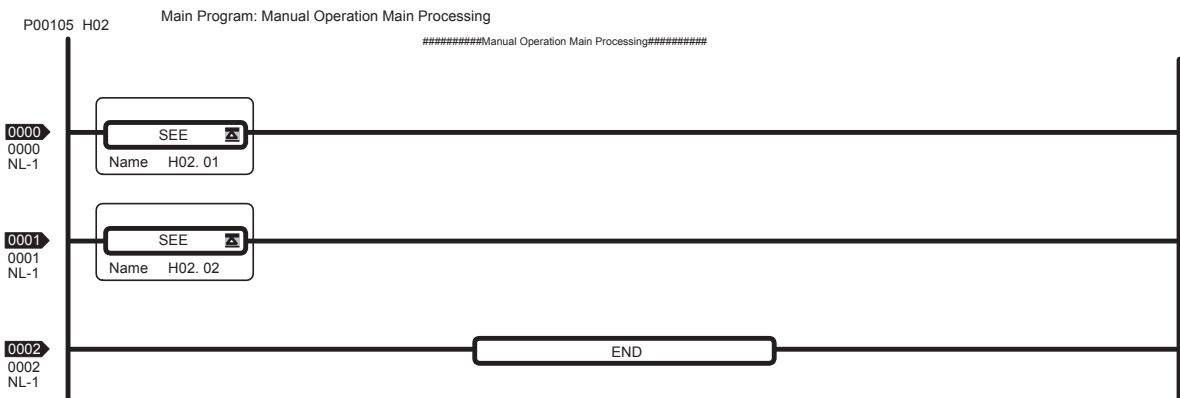 P00105 H02 Main Program: Manual Operation Main Processing
##########Manual Operation Main Processing##########
0000 SEE
0000
NL-1 Name H02. 01
0001 SEE
0001
NL-1 Name H02. 02
0002 END
0002
NL-1